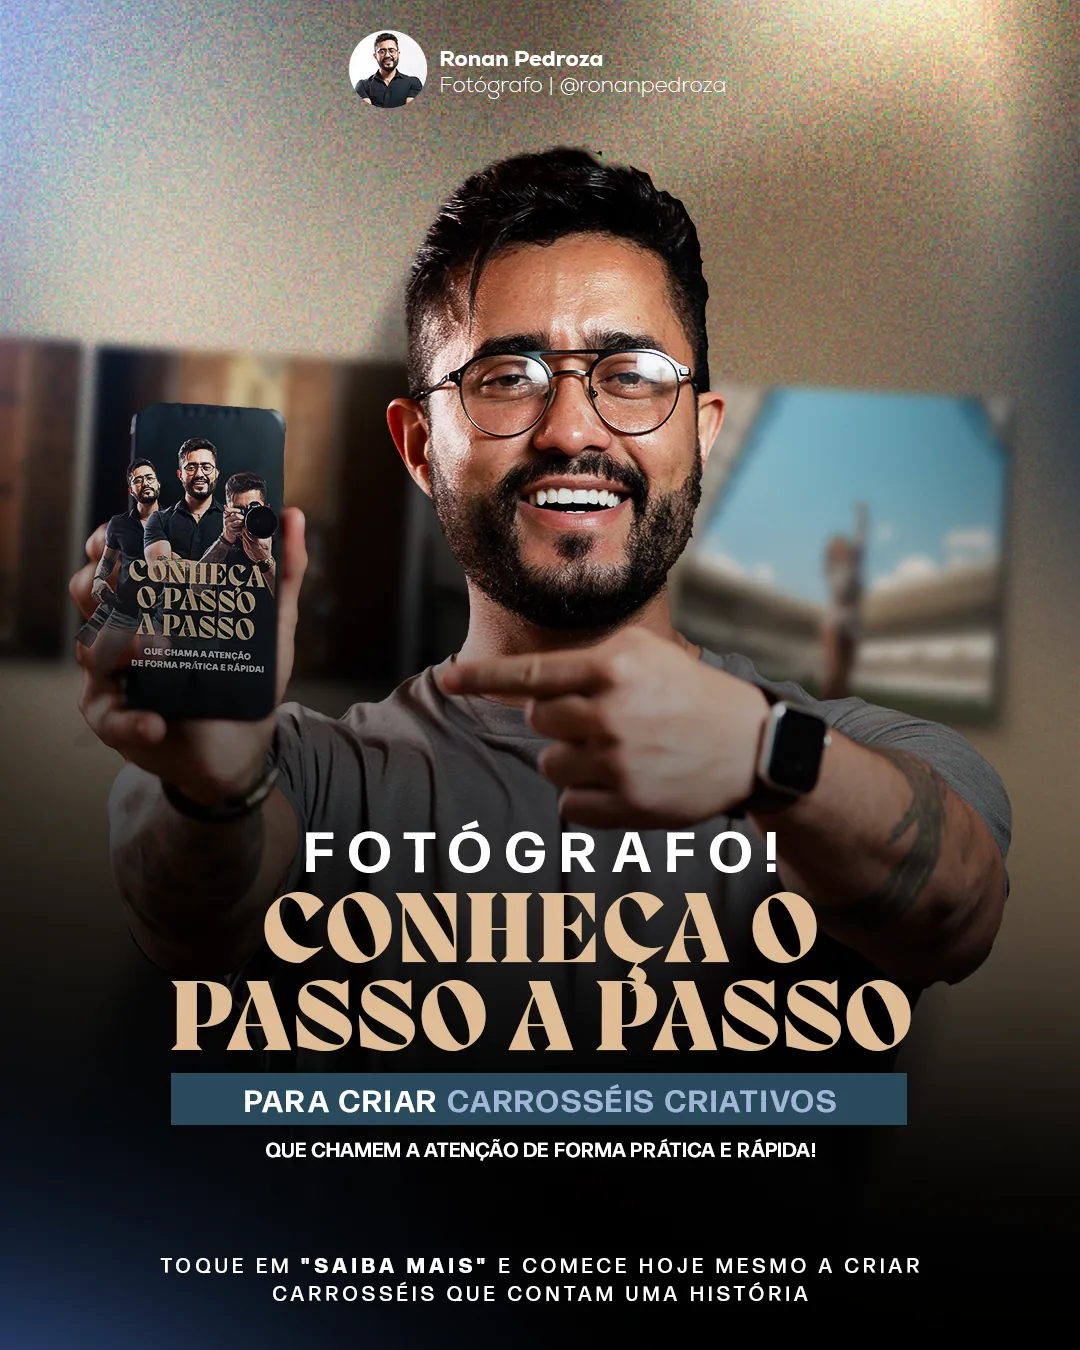 Ronan Pedroza
Fotógrafo | @ronanpedroza
CONHEÇA
O PASSO
A PASSO
QUE CHAMA A ATENÇÃO
DE FORMA PRÁTICA E RÁPIDA!
FOTÓGRAFO!
CONHEÇA O
PASSO A PASSO
PARA CRIAR CARROSSÉIS CRIATIVOS
QUE CHAMEM A ATENÇÃO DE FORMA PRÁTICA E RÁPIDA!
TOQUE EM "SAIBA MAIS" E COMECE HOJE MESMO A CRIAR
CARROSSÉIS QUE CONTAM UMA HISTÓRIA